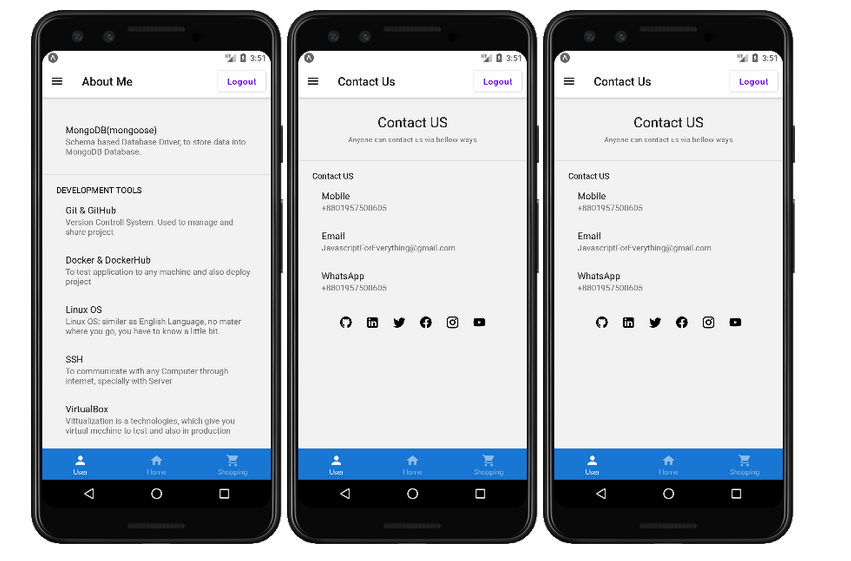 3:51
About Me
Logout
MongoDB(mongoose)
Schema based Database Driver, to store data into
MongoDB Database.
DEVELOPMENT TOOLS
Git & GitHub
Version Controll System. Used to manage and
share project
Docker & DockerHub
To test application to any machine and also deploy
project
Linux OS
Linux OS: similer as English Language, no mater
where you go, you have to know a little bit.
SSH
To communicate with any Computer through
internet, specially with Server
VirtualBox
Vittualization is a technologies, which give you
virtual mechine to test and also in production
User
Home
Shopping
3:51
Contact Us
Logout
Contact US
Anyone can contact us via bellow ways
Contact US
Mobile
+8801957500605
Email
JavascriptForEverything@gmail.com
WhatsApp
+8801957500605
User
Home
Shopping
3:51
Contact Us
Logout
Contact US
Anyone can contact us via bellow ways
Contact US
Mobile
+8801957500605
Email
JavascriptForEverything@gmail.com
WhatsApp
+8801957500605
User
Home
Shopping